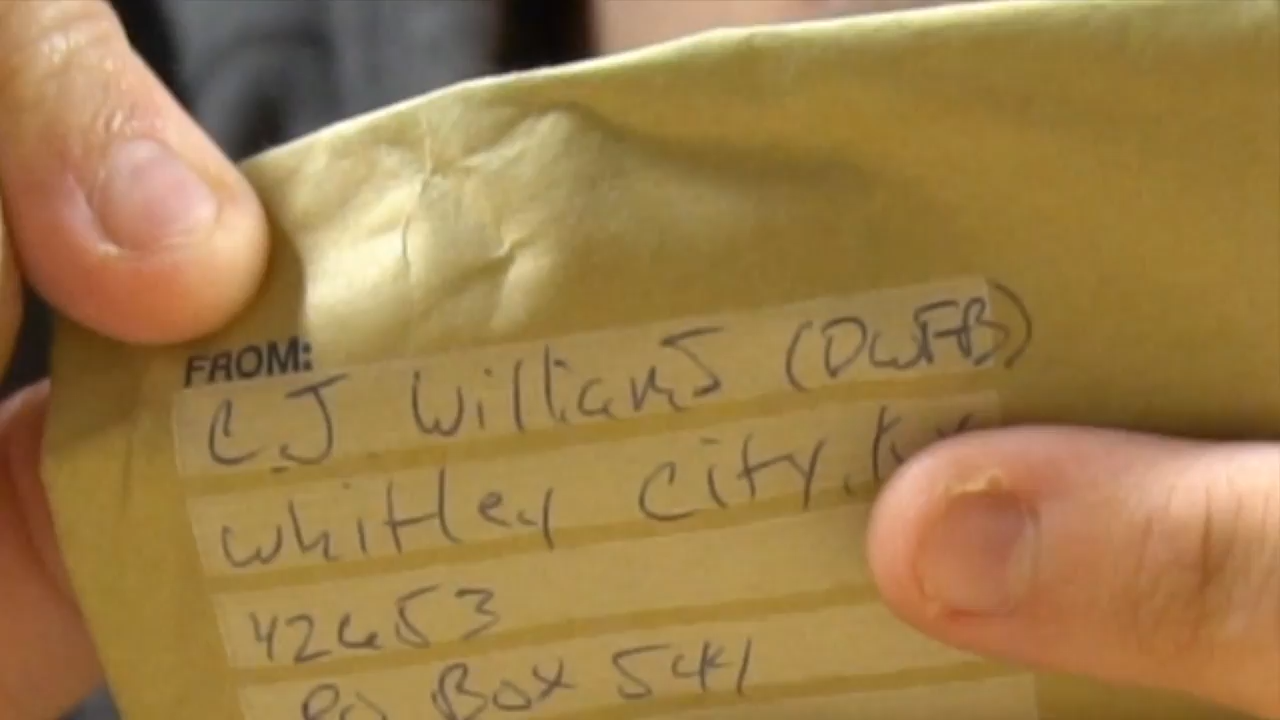 FROM:
CJ Williams (DWFB)
Whitley City, Ky
42653
PO Box 541